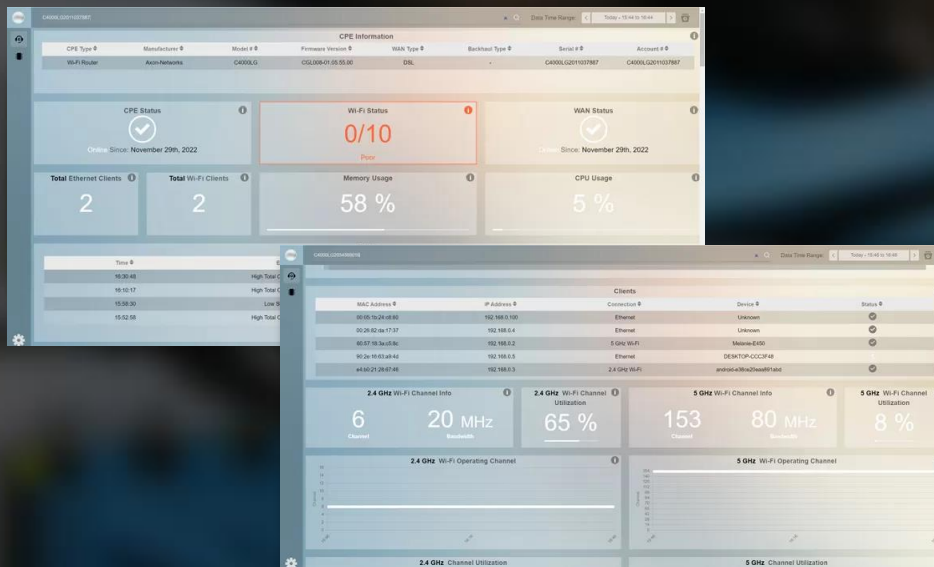 C4000LG2011037887
Data Time Range: Today • 15:44 to 16:44
CPE Information
CPE Type Manufacturer Model # Firmware Version WAN Type Backhaul Type Serial # Account #
Wi-Fi Router Axcin-Networks C4000LG CGL008-01.05.55.00 DSL - C4000LG2011037887 C4000LG2011037887
CPE Status
Online Since: November 29th, 2022
Wi-Fi Status
0/10
Poor
WAN Status
Since: November 29th, 2022
Total Ethernet Clients
2
Total Wi-Fi Clients
2
Memory Usage
58 %
CPU Usage
5 %
Time
16:30:48 High Total
16:10:17 High Total
15:58:30 Low
15:52:58 High Total
Data Time Range: Today •
Clients
MAC Address IP Address Connection Device Status
192.168.0.100 Ethernet Unknown
192.168.0.4 Ethernet Unknown
192.168.0.2 5 GHz Wi-Fi Melanie-E450
192.168.0.5 Ethernet DESKTOP-CCC3F48
192.168.0.3 2.4 GHz Wi-Fi
2.4 GHz Wi-Fi Channel Info
6
Channel
20 MHz
Bandwidth
2.4 GHz Wi-Fi Channel
Utilization
65 %
5 GHz Wi-Fi Channel Info
153
Channel
80 MHz
Bandwidth
5 GHz Wi-Fi Channel
Utilization
8 %
2.4 GHz Wi-Fi Operating Channel
5 GHz Wi-Fi Operating Channel
2.4 GHz Channel Utilization
5 GHz Channel Utilization